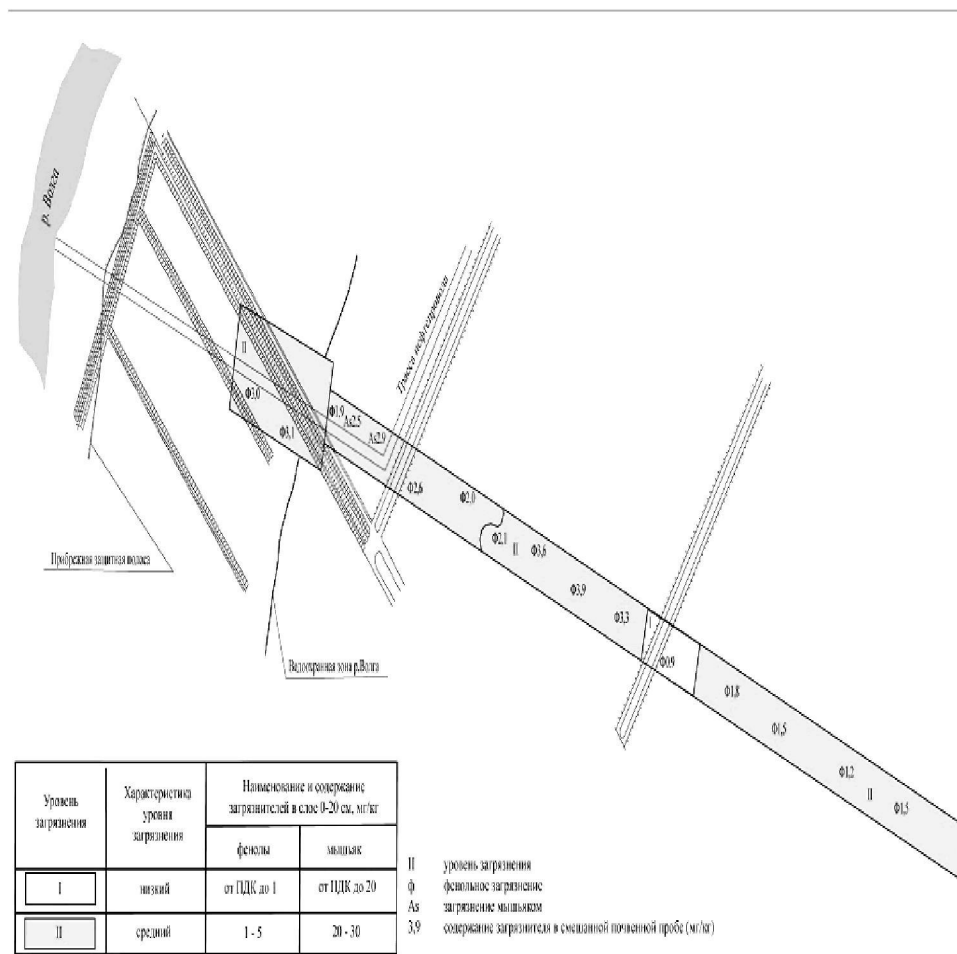 р. Волга
Трасса нефтепровода
II
Ф3,0
Ф3,1
Ф1,9
As2,5
As2,9
Ф2,6
Ф2,0
Ф2,1
II
Ф3,6
Ф3,9
Ф3,3
I
Ф0,9
Ф1,8
Ф1,5
Ф1,2
II
Ф1,5
Прибрежная защитная полоса
Водоохранная зона р.Волга
Уровень
загрязнения
Характеристика
уровня
загрязнения
Наименование и содержание
загрязнителей в слое 0-20 см, мг/кг
фенолы
мышьяк
I
низкий
от ПДК до 1
от ПДК до 20
II
средний
1 - 5
20 - 30
II уровень загрязнения
ф фенольное загрязнение
As загрязнение мышьяком
3,9 содержание загрязнителя в смешанной почвенной пробе (мг/кг)